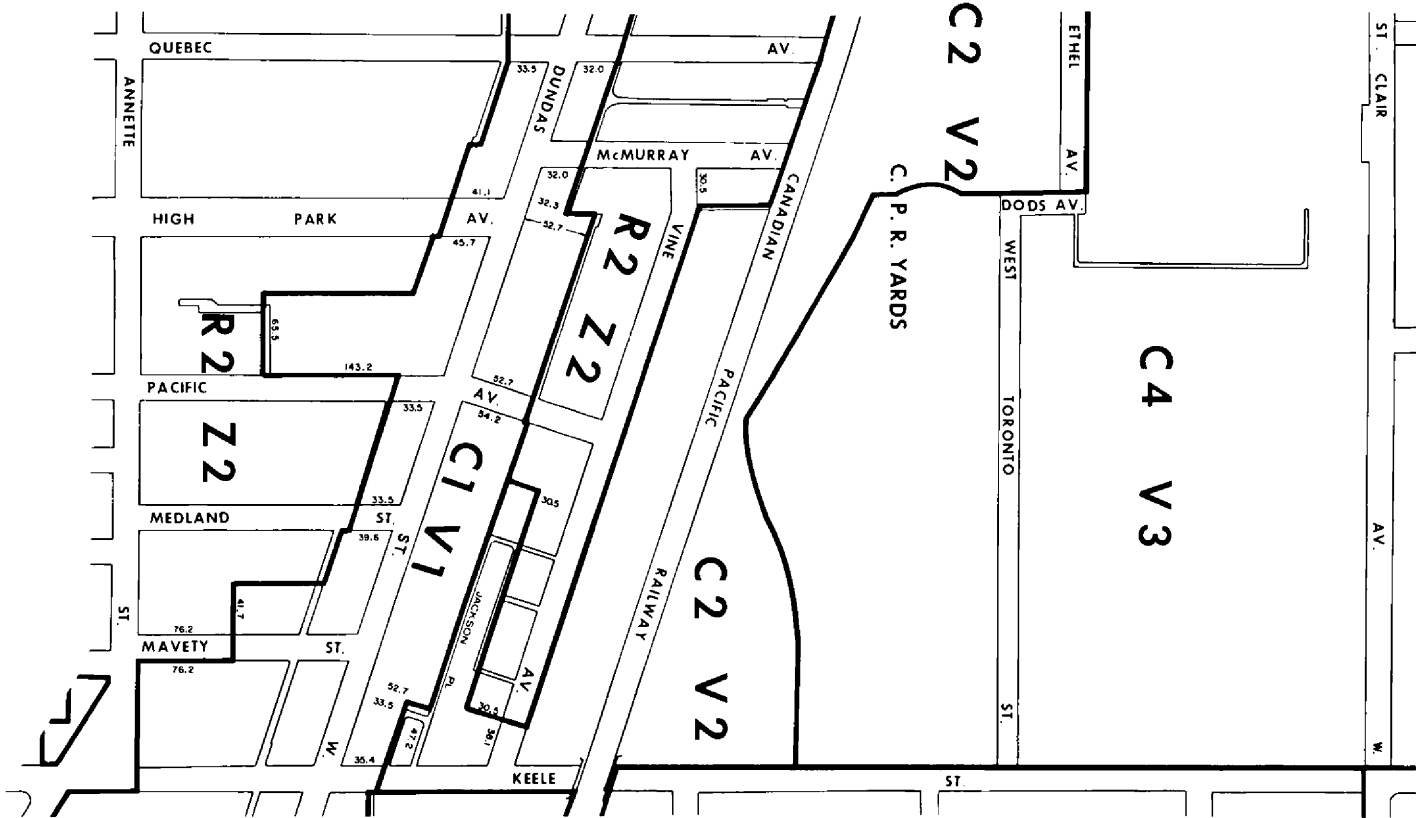 QUEBEC AV.
ANNETTE ST.
DUNDAS ST. W.
33.5
32.0
McMURRAY AV.
32.0
30.5
32.3
52.7
41.1
HIGH PARK AV.
45.7
VINE AV.
R2 Z2
CANADIAN PACIFIC RAILWAY
C. P. R. YARDS
C2 V2
ETHEL AV.
DODS AV.
WEST TORONTO ST.
ST. CLAIR AV. W.
C4 V3
R2 Z2
65.5
143.2
PACIFIC AV.
52.7
54.2
33.5
C1 V1
30.5
33.5
MEDLAND ST.
39.6
JACKSON PL.
C2 V2
41.7
76.2
MAVETY ST.
76.2
52.7
33.5
47.2
30.5
38.1
35.4
KEELE ST.